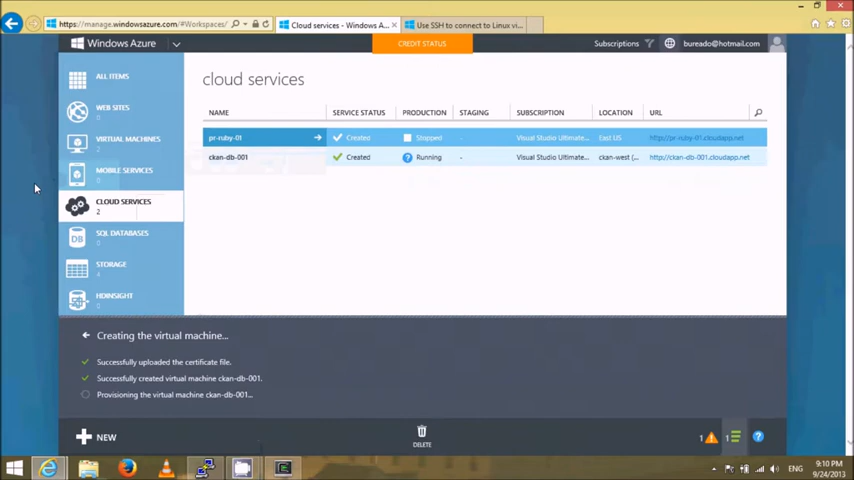 https://manage.windowsazure.com/#Workspaces/
Cloud services - Windows A...
Use SSH to connect to Linux vi...
Windows Azure
CREDIT STATUS
Subscriptions
bureado@hotmail.com
ALL ITEMS
WEB SITES
0
VIRTUAL MACHINES
2
MOBILE SERVICES
0
CLOUD SERVICES
2
SQL DATABASES
0
STORAGE
4
HDINSIGHT
0
cloud services
NAME SERVICE STATUS PRODUCTION STAGING SUBSCRIPTION LOCATION URL
pr-ruby-01 Created Stopped - Visual Studio Ultimate... East US http://pr-ruby-01.cloudapp.net
ckan-db-001 Created Running - Visual Studio Ultimate... ckan-west (... http://ckan-db-001.cloudapp.net
Creating the virtual machine...
Successfully uploaded the certificate file.
Successfully created virtual machine ckan-db-001.
Provisioning the virtual machine ckan-db-001...
NEW
DELETE
1
1
ENG
9:10 PM
9/24/2013